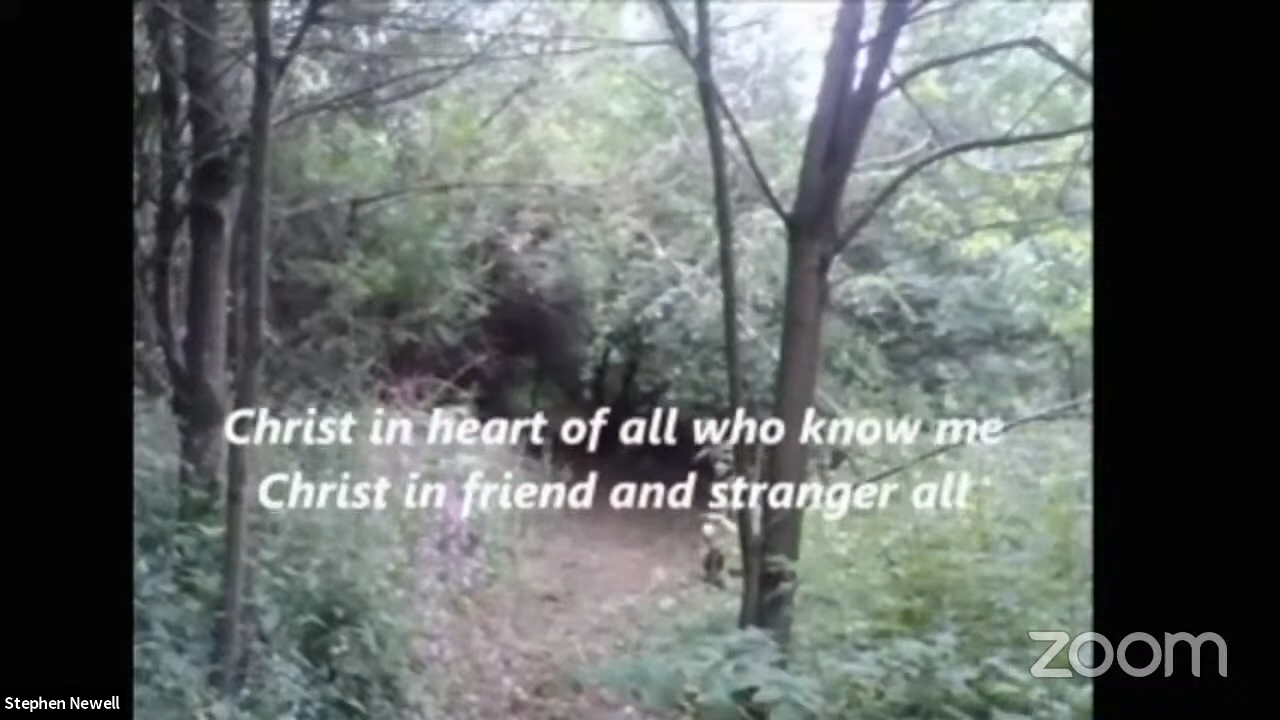 Christ in heart of all who know me
Christ in friend and stranger all
zoom
Stephen Newell